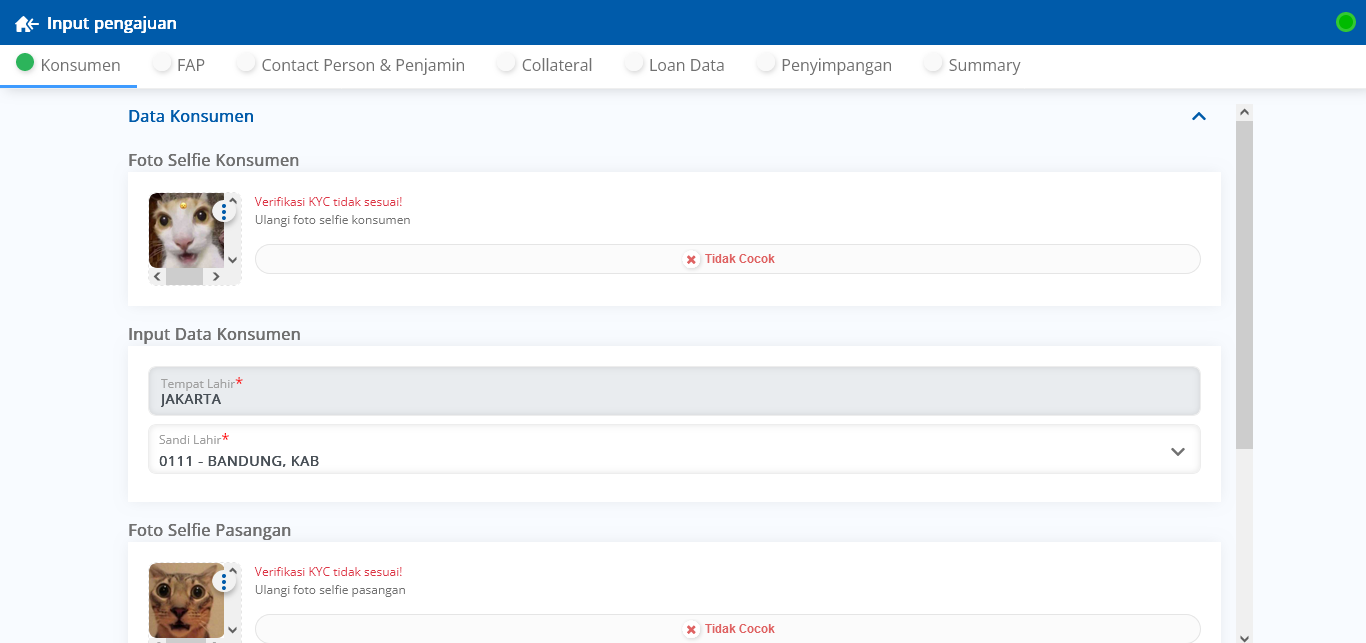 Input pengajuan
Konsumen FAP Contact Person & Penjamin Collateral Loan Data Penyimpangan Summary
Data Konsumen
Foto Selfie Konsumen
Verifikasi KYC tidak sesuai!
Ulangi foto selfie konsumen
Tidak Cocok
Input Data Konsumen
Tempat Lahir*
JAKARTA
Sandi Lahir*
0111 - BANDUNG, KAB
Foto Selfie Pasangan
Verifikasi KYC tidak sesuai!
Ulangi foto selfie pasangan
Tidak Cocok